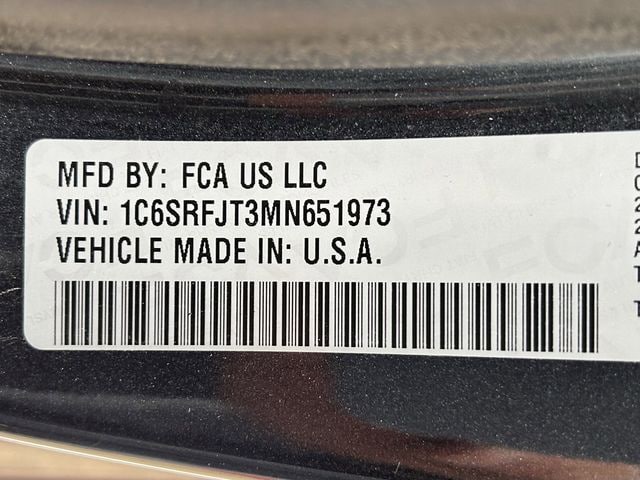 MFD BY: FCA US LLC
VIN: 1C6SRFJT3MN651973
VEHICLE MADE IN: U.S.A.